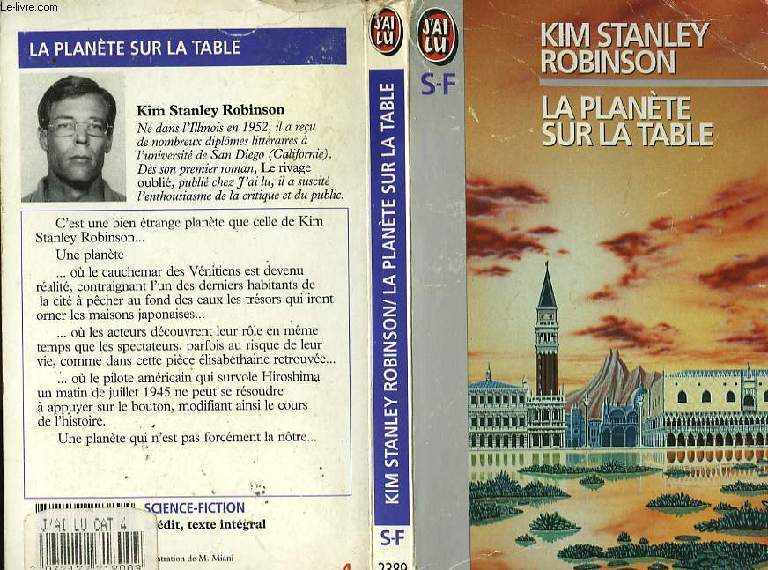 Le-livre.com
LA PLANÈTE SUR LA TABLE
Kim Stanley Robinson
Né dans l'Illinois en 1952, il a reçu
de nombreux diplômes littéraires à
l'université de San Diego (Californie).
Dès son premier roman, Le rivage
oublié, publié chez J'ai lu, il a suscité
l'enthousiasme de la critique et du public.
C'est une bien étrange planète que celle de Kim
Stanley Robinson...
Une planète
... où le cauchemar des Vénitiens est devenu
réalité, contraignant l'un des derniers habitants de
la cité à pêcher au fond des eaux les trésors qui iront
orner les maisons japonaises...
... où les acteurs découvrent leur rôle en même
temps que les spectateurs, parfois au risque de leur
vie, comme dans cette pièce élisabéthaine retrouvée...
... où le pilote américain qui survole Hiroshima
un matin de juillet 1945 ne peut se résoudre
à appuyer sur le bouton, modifiant ainsi le cours
de l'histoire.
Une planète qui n'est pas forcément la nôtre...
SCIENCE-FICTION
édit, texte intégral
J'AI LU CAT 4
stration de M.
4
J'AI LU
KIM STANLEY ROBINSON/LA PLANÈTE SUR LA TABLE
S-F
2389
J'AI LU
S-F
KIM STANLEY
ROBINSON
LA PLANÈTE
SUR LA TABLE